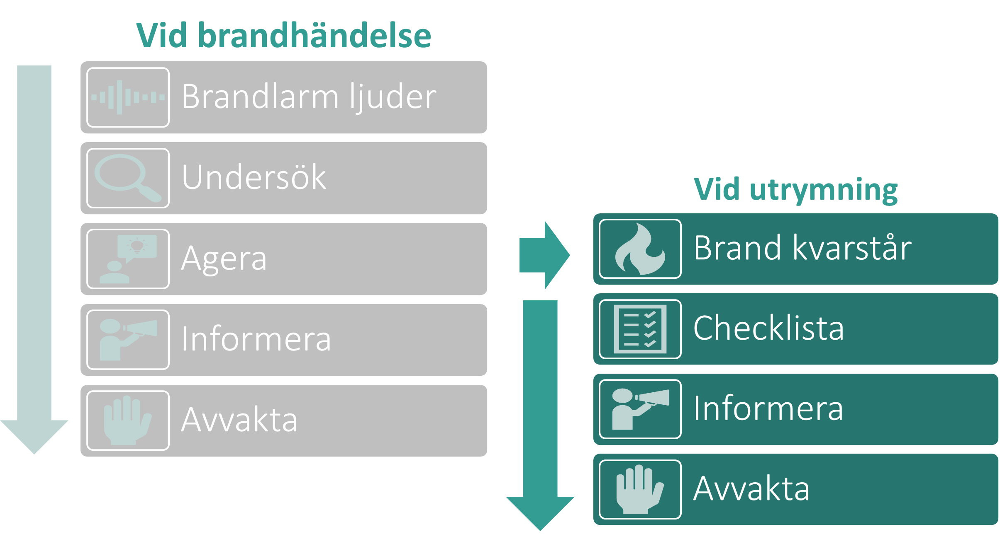 Vid brandhändelse
Brandlarm ljuder
Undersök
Agera
Informera
Avvakta
Vid utrymning
Brand kvarstår
Checklista
Informera
Avvakta